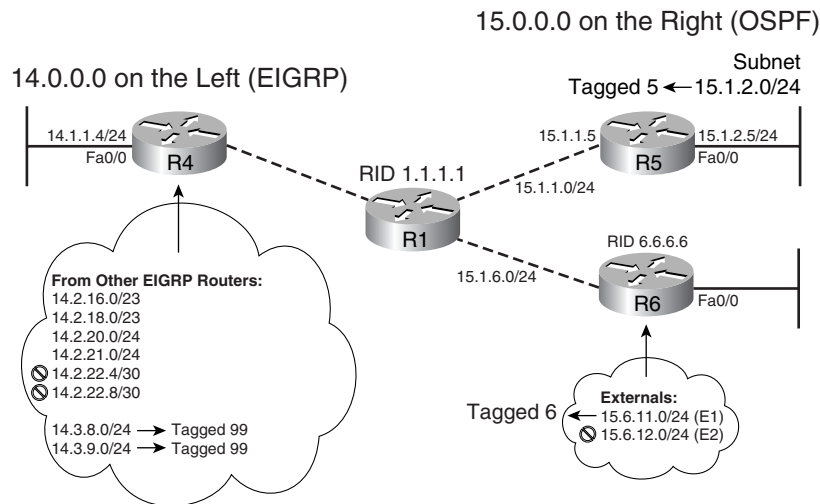 15.0.0.0 on the Right (OSPF)
14.0.0.0 on the Left (EIGRP)
Subnet
Tagged 5
15.1.2.0/24
14.1.1.4/24
Fa0/0
R4
RID 1.1.1.1
R1
15.1.1.5
15.1.1.0/24
15.1.2.5/24
Fa0/0
R5
15.1.6.0/24
RID 6.6.6.6
R6
Fa0/0
From Other EIGRP Routers:
14.2.16.0/23
14.2.18.0/23
14.2.20.0/24
14.2.21.0/24
14.2.22.4/30
14.2.22.8/30
14.3.8.0/24 Tagged 99
14.3.9.0/24 Tagged 99
Externals:
Tagged 6
15.6.11.0/24 (E1)
15.6.12.0/24 (E2)